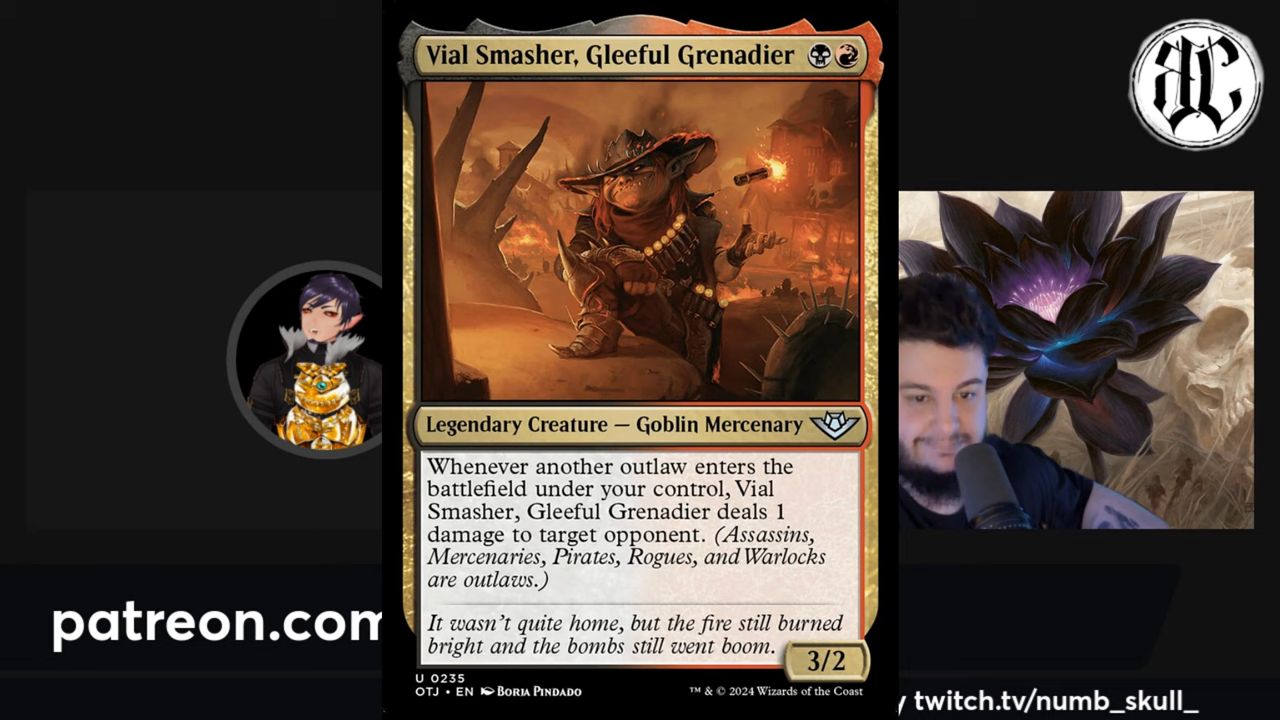 Vial Smasher, Gleeful Grenadier
Legendary Creature — Goblin Mercenary
Whenever another outlaw enters the
battlefield under your control, Vial
Smasher, Gleeful Grenadier deals 1
damage to target opponent. (Assassins,
Mercenaries, Pirates, Rogues, and Warlocks
are outlaws.)
It wasn't quite home, but the fire still burned
bright and the bombs still went boom.
3/2
U 0235
OTJ • EN Borja Pindado
™ & © 2024 Wizards of the Coast
patreon.com
y twitch.tv/numb_skull_